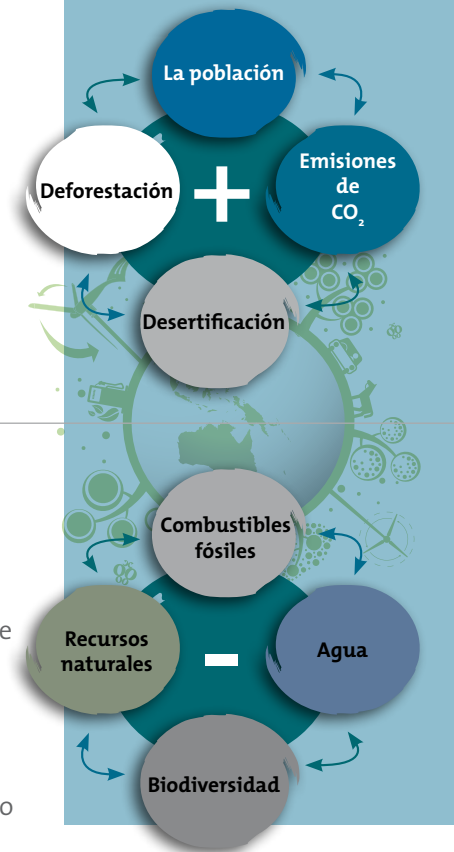 La población
Deforestación
+
Emisiones
de
CO₂
Desertificación
Combustibles
fósiles
e
Recursos
naturales
-
Agua
Biodiversidad
o